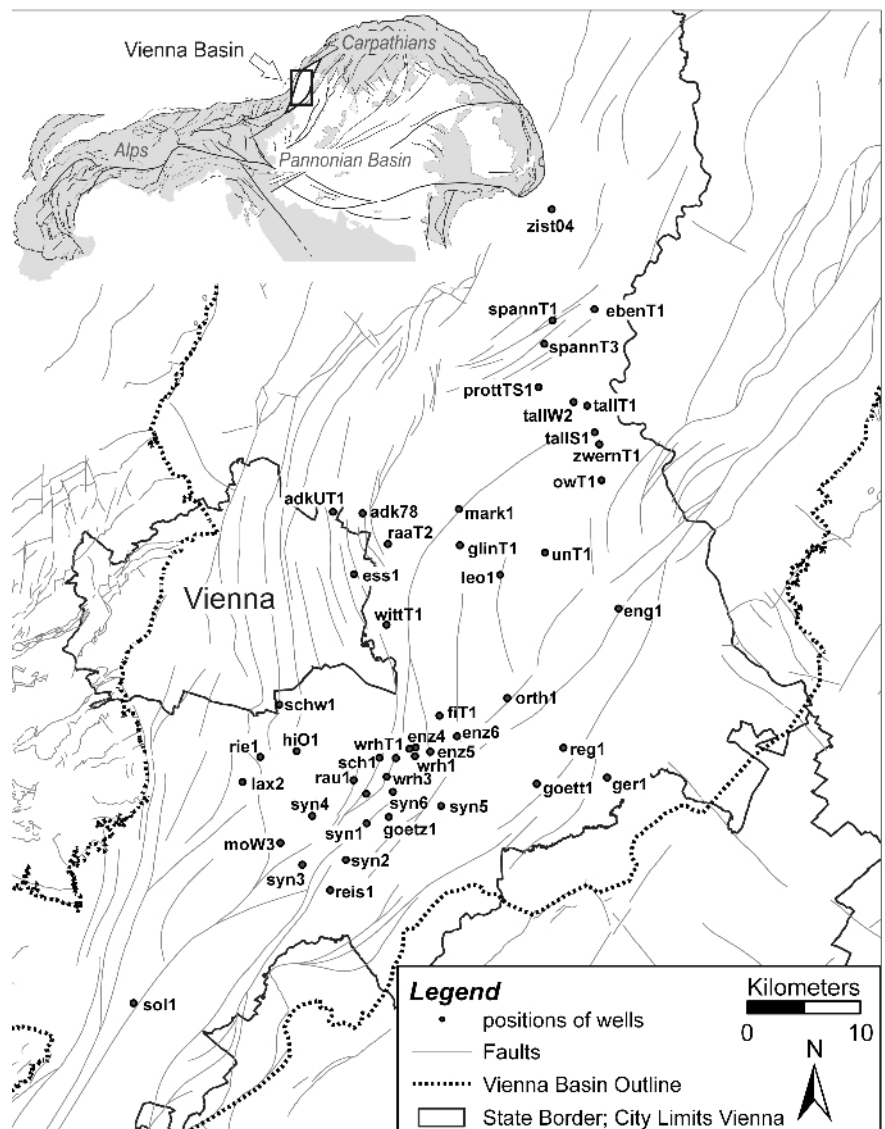 Vienna Basin
Carpathians
Alps
Pannonian Basin
zist04
spannT1
ebenT1
spannT3
prottTS1
tallW2
tallT1
tallS1
zwernT1
owT1
adkUT1
adk78
mark1
raaT2
glinT1
unT1
ess1
leo1
Vienna
wittT1
eng1
schw1
orth1
flT1
enz4
enz6
rie1
hiO1
wrhT1
enz5
reg1
sch1
wrh1
lax2
rau1
wrh3
goett1
ger1
syn4
syn6
syn5
syn1
goetz1
moW3
syn2
syn3
reis1
sol1
Legend
Kilometers
0 10
positions of wells
Faults
N
Vienna Basin Outline
State Border; City Limits Vienna